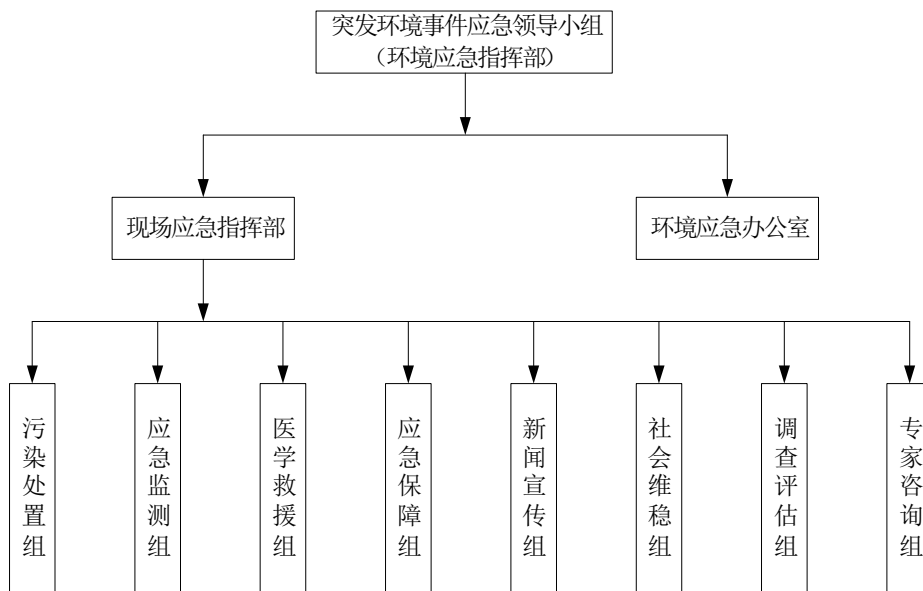 突发环境事件应急领导小组
（环境应急指挥部）
现场应急指挥部
环境应急办公室
污染处置组
应急监测组
医学救援组
应急保障组
新闻宣传组
社会维稳组
调查评估组
专家咨询组